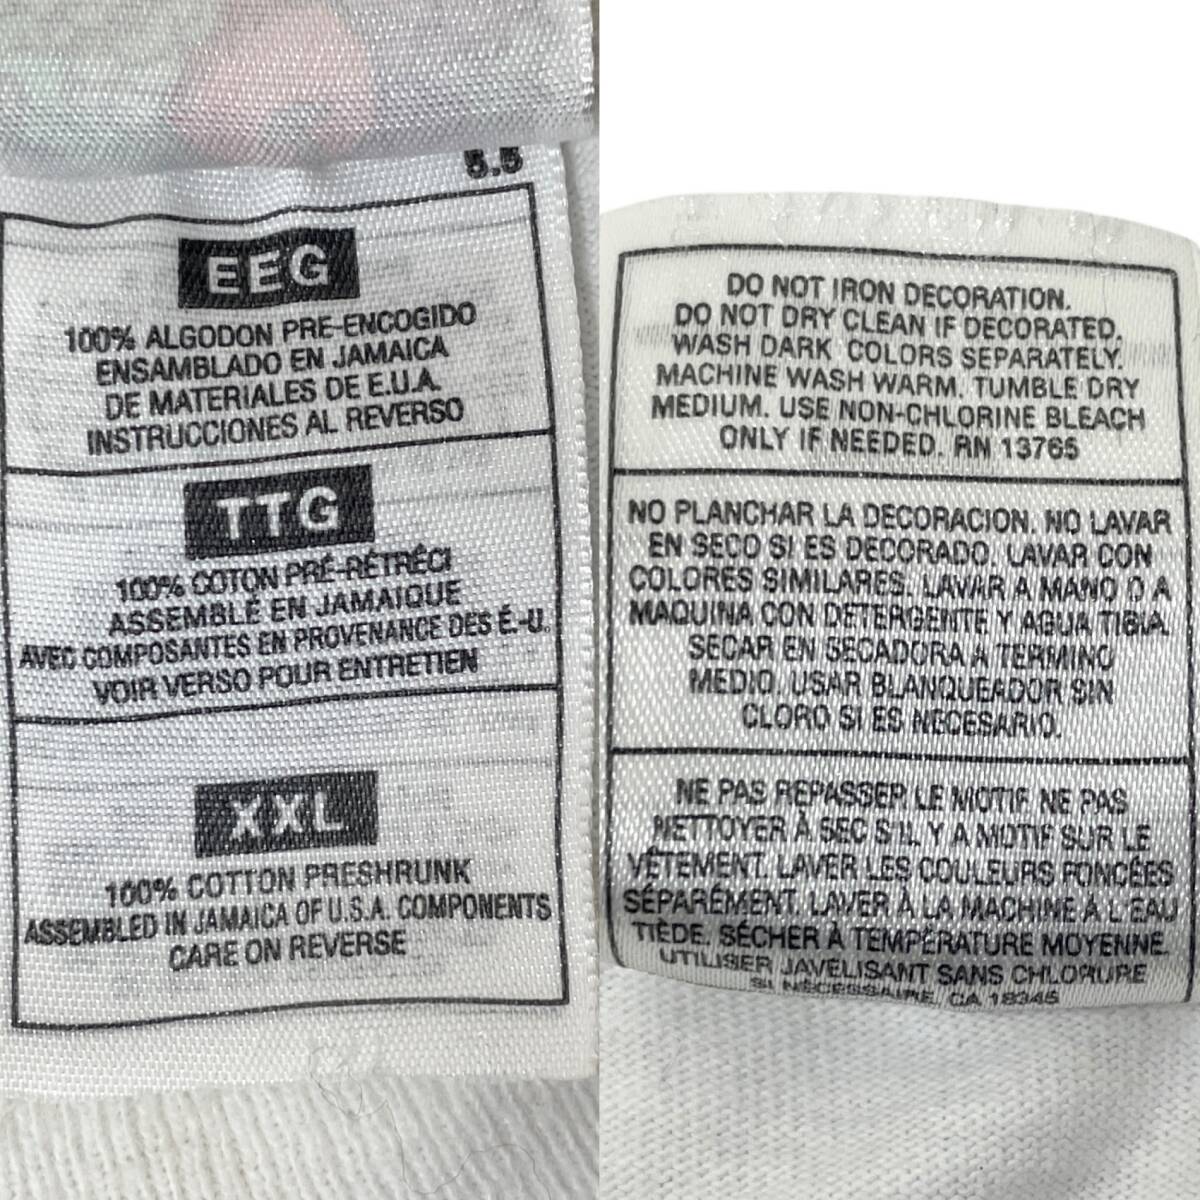 5.5
EEG
100% ALGODON PRE-ENCOGIDO
ENSAMBLADO EN JAMAICA
DE MATERIALES DE E.U.A.
INSTRUCCIONES AL REVERSO
TTG
100% COTON PRÉ-RÉTRÉCI
ASSEMBLÉ EN JAMAIQUE
AVEC COMPOSANTES EN PROVENANCE DES É.-U.
VOIR VERSO POUR ENTRETIEN
XXL
100% COTTON PRESHRUNK
ASSEMBLED IN JAMAICA OF U.S.A. COMPONENTS
CARE ON REVERSE
DO NOT IRON DECORATION.
DO NOT DRY CLEAN IF DECORATED.
WASH DARK COLORS SEPARATELY.
MACHINE WASH WARM. TUMBLE DRY
MEDIUM. USE NON-CHLORINE BLEACH
ONLY IF NEEDED. RN 13765
NO PLANCHAR LA DECORACION. NO LAVAR
EN SECO SI ES DECORADO. LAVAR CON
COLORES SIMILARES. LAVAR A MANO O A
MAQUINA CON DETERGENTE Y AGUA TIBIA.
SECAR EN SECADORA A TERMINO
MEDIO. USAR BLANQUEADOR SIN
CLORO SI ES NECESARIO.
NE PAS REPASSER LE MOTIF NE PAS
NETTOYER À SEC S'IL Y A MOTIF SUR LE
VÊTEMENT. LAVER LES COULEURS FONCÉES
SÉPARÉMENT. LAVER À LA MACHINE À L'EAU
TIÈDE. SÉCHER À TEMPÉRATURE MOYENNE.
UTILISER JAVELISANT SANS CHLORURE
SI NÉCESSAIRE. CA 18345